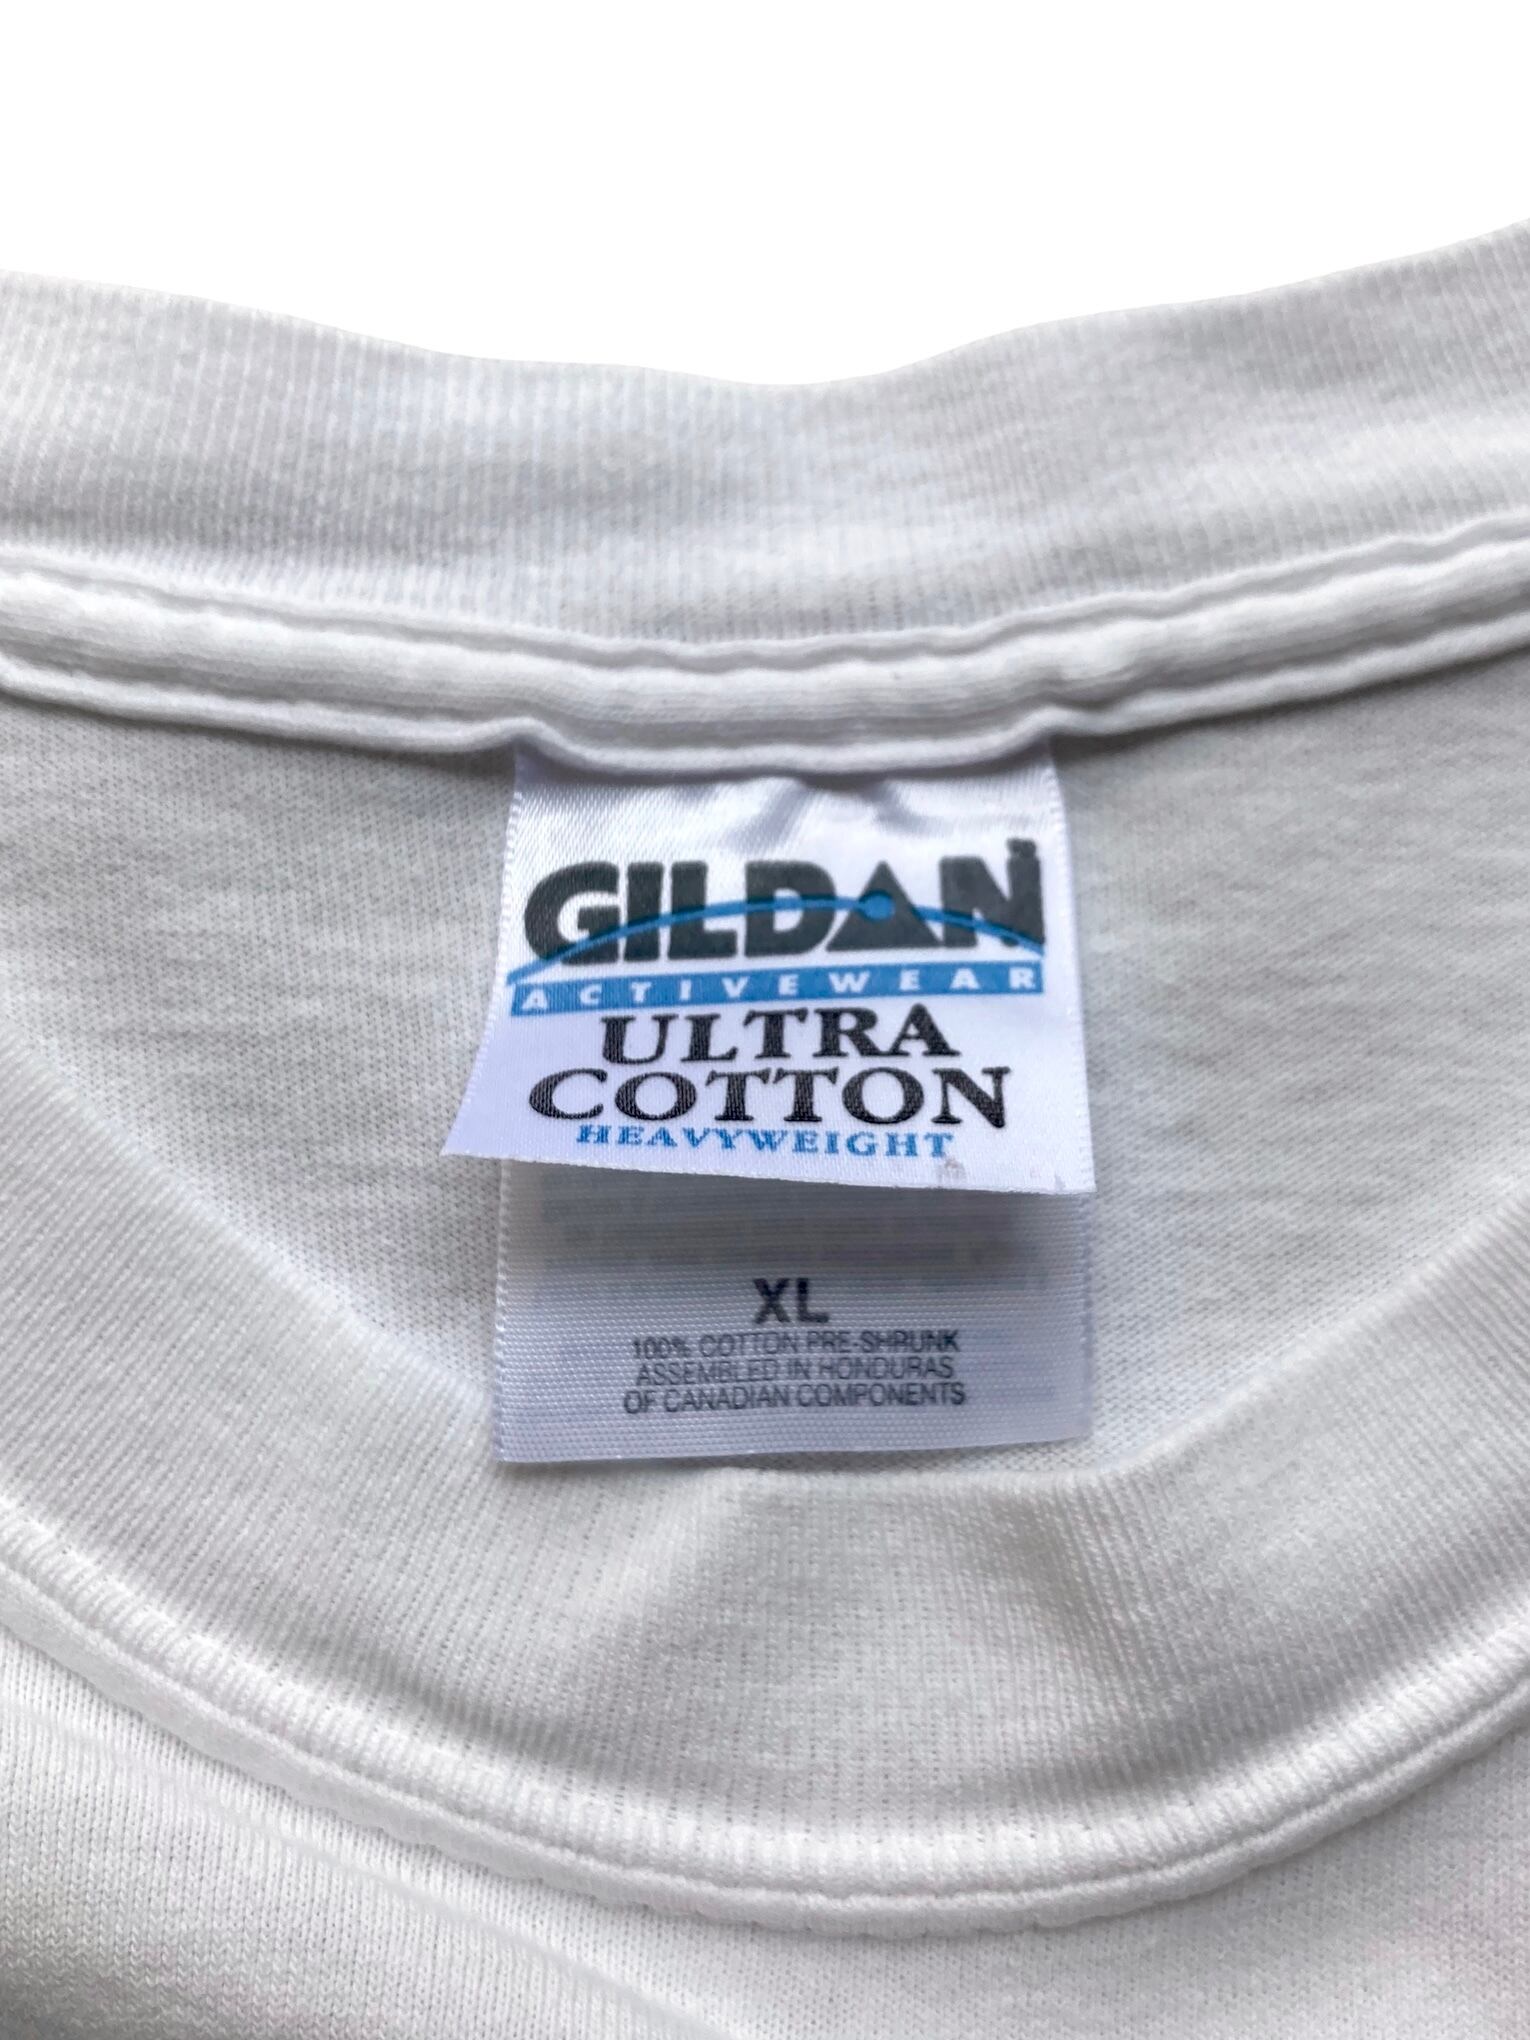 GILDAN
ACTIVEWEAR
ULTRA
COTTON
HEAVYWEIGHT
XL
100% COTTON PRE-SHRUNK
ASSEMBLED IN HONDURAS
OF CANADIAN COMPONENTS